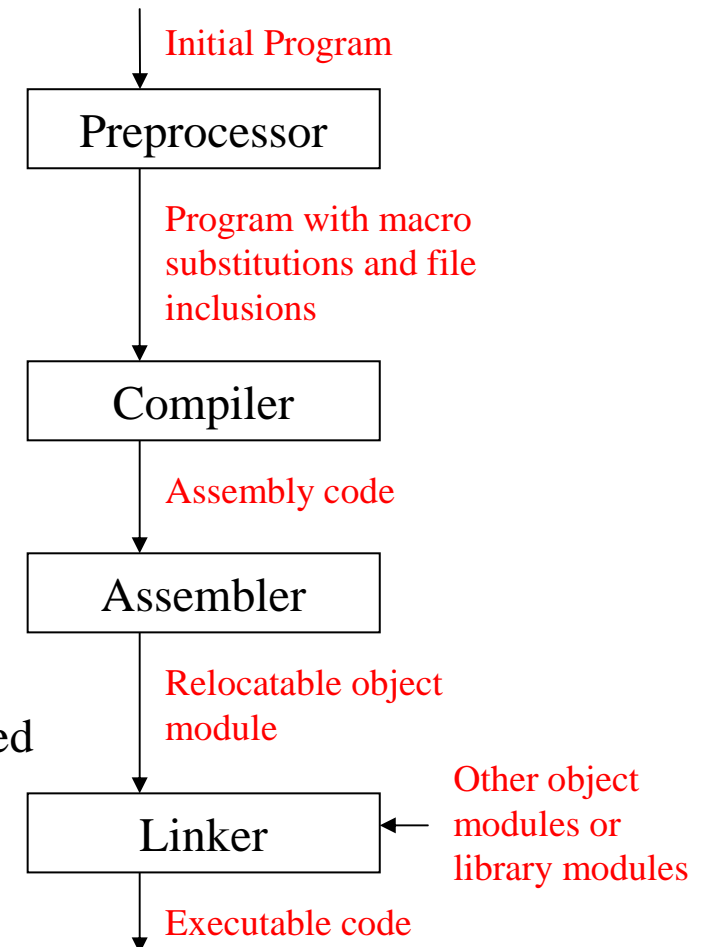 Initial Program
Preprocessor
Program with macro
substitutions and file
inclusions
Compiler
Assembly code
Assembler
Relocatable object
module
ed
Other object
modules or
library modules
Linker
Executable code